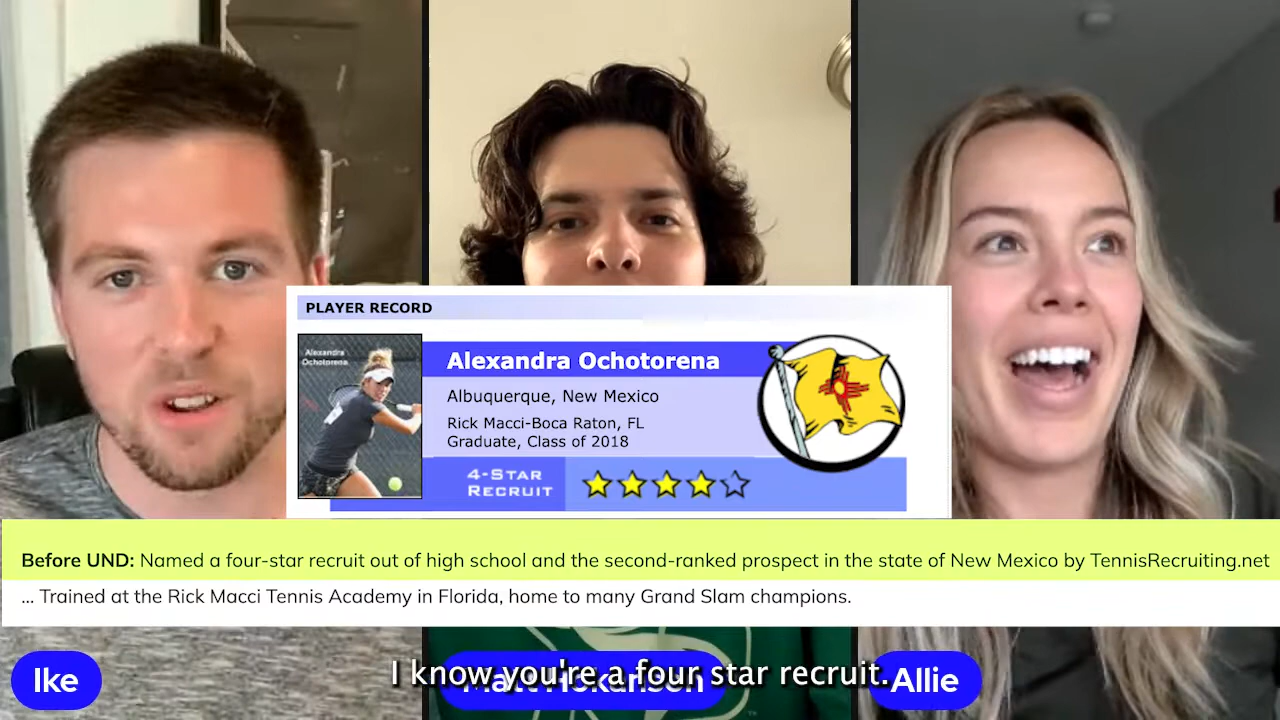 PLAYER RECORD
Alexandra
Ochotorena
Alexandra Ochotorena
Albuquerque, New Mexico
Rick Macci-Boca Raton, FL
Graduate, Class of 2018
4-STAR
RECRUIT
Before UND: Named a four-star recruit out of high school and the second-ranked prospect in the state of New Mexico by TennisRecruiting.net
... Trained at the Rick Macci Tennis Academy in Florida, home to many Grand Slam champions.
I know you're a four star recruit.
Ike
Allie